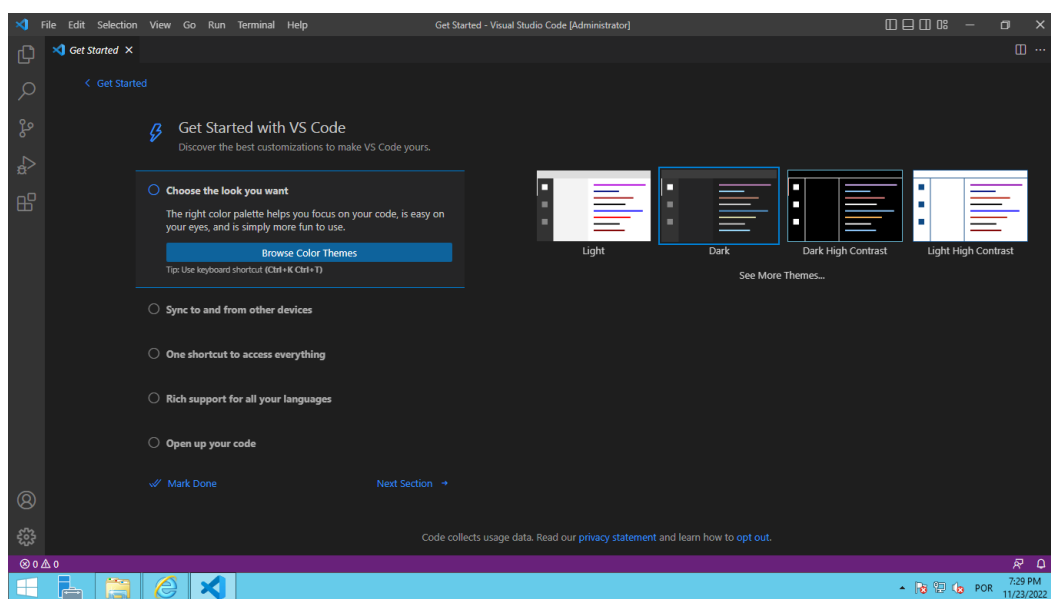 File Edit Selection View Go Run Terminal Help
Get Started - Visual Studio Code [Administrator]
Get Started
Get Started
Get Started with VS Code
Discover the best customizations to make VS Code yours.
Choose the look you want
The right color palette helps you focus on your code, is easy on
your eyes, and is simply more fun to use.
Browse Color Themes
Tip: Use keyboard shortcut (Ctrl+K Ctrl+T)
Light
Dark
Dark High Contrast
Light High Contrast
See More Themes...
Sync to and from other devices
One shortcut to access everything
Rich support for all your languages
Open up your code
Mark Done
Next Section
Code collects usage data. Read our privacy statement and learn how to opt out.
0 0
POR
7:29 PM
11/23/2022